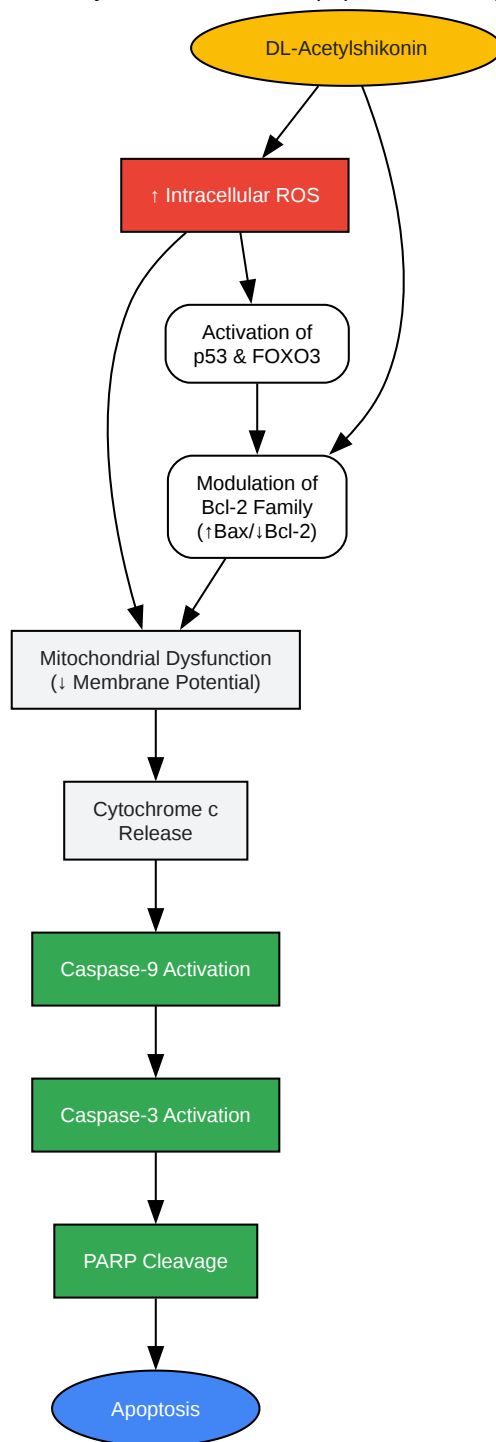 DL-Acetylshikonin
↑ Intracellular ROS
Activation of
p53 & FOXO3
Modulation of
Bcl-2 Family
(↑Bax/↓Bcl-2)
Mitochondrial Dysfunction
(↓ Membrane Potential)
Cytochrome c
Release
Caspase-9 Activation
Caspase-3 Activation
PARP Cleavage
Apoptosis